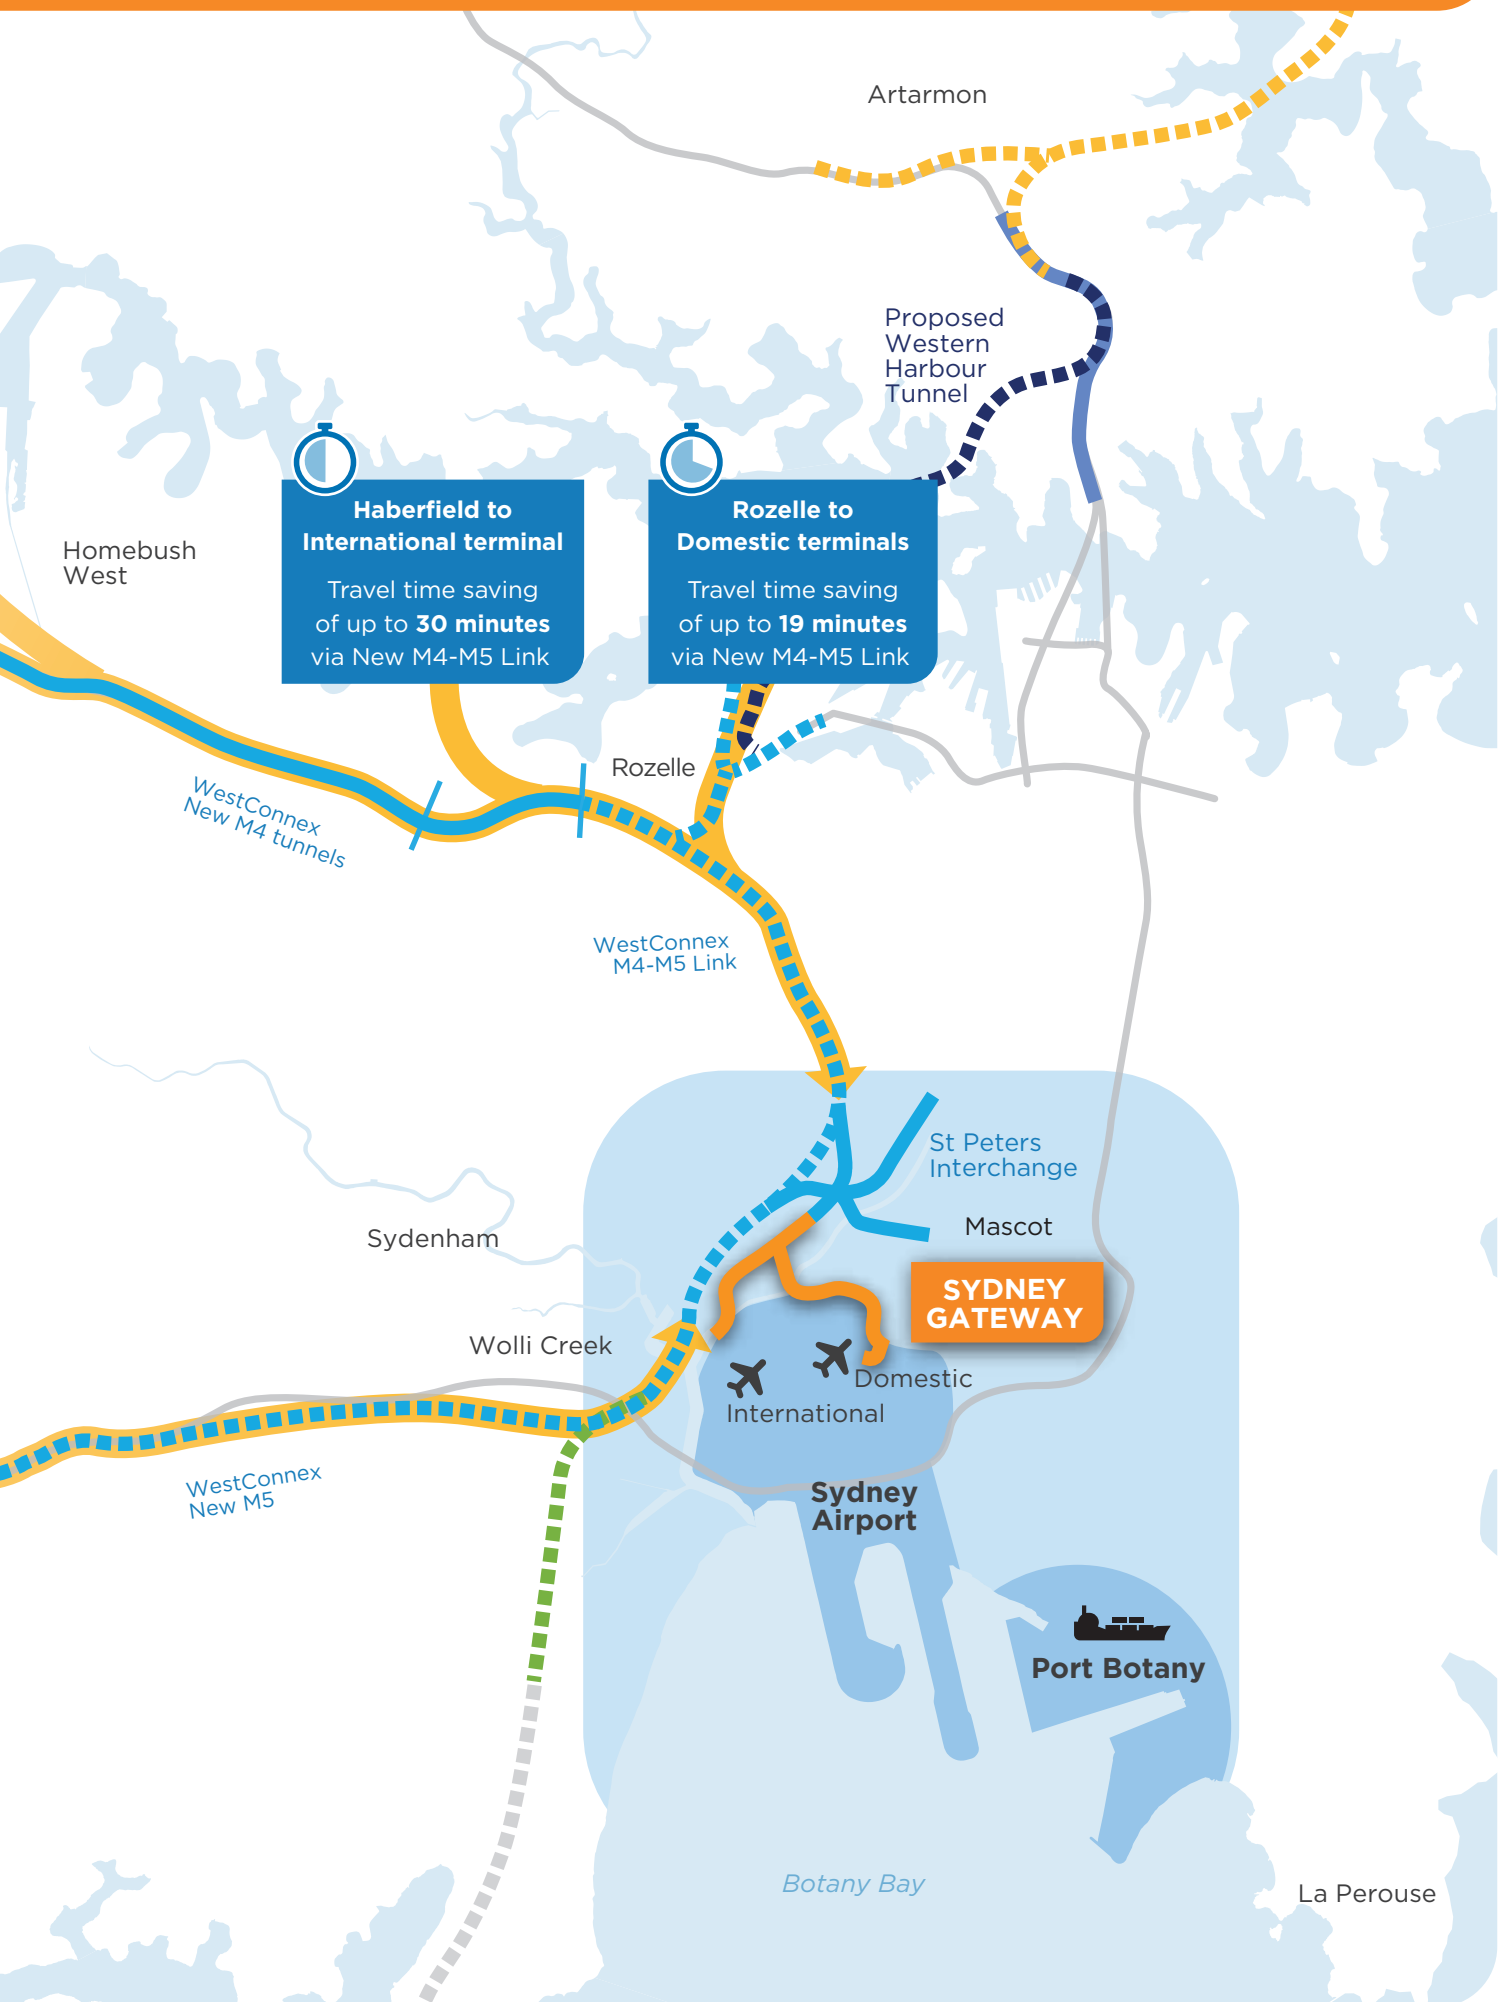 Artarmon
Proposed
Western
Harbour
Tunnel
Haberfield to
International terminal
Travel time saving
of up to 30 minutes
via New M4-M5 Link
Rozelle to
Domestic terminals
Travel time saving
of up to 19 minutes
via New M4-M5 Link
Homebush
West
Rozelle
WestConnex
New M4 tunnels
WestConnex
M4-M5 Link
St Peters
Interchange
Mascot
Sydenham
SYDNEY
GATEWAY
Wolli Creek
Domestic
International
WestConnex
New M5
Sydney
Airport
Port Botany
Botany Bay
La Perouse